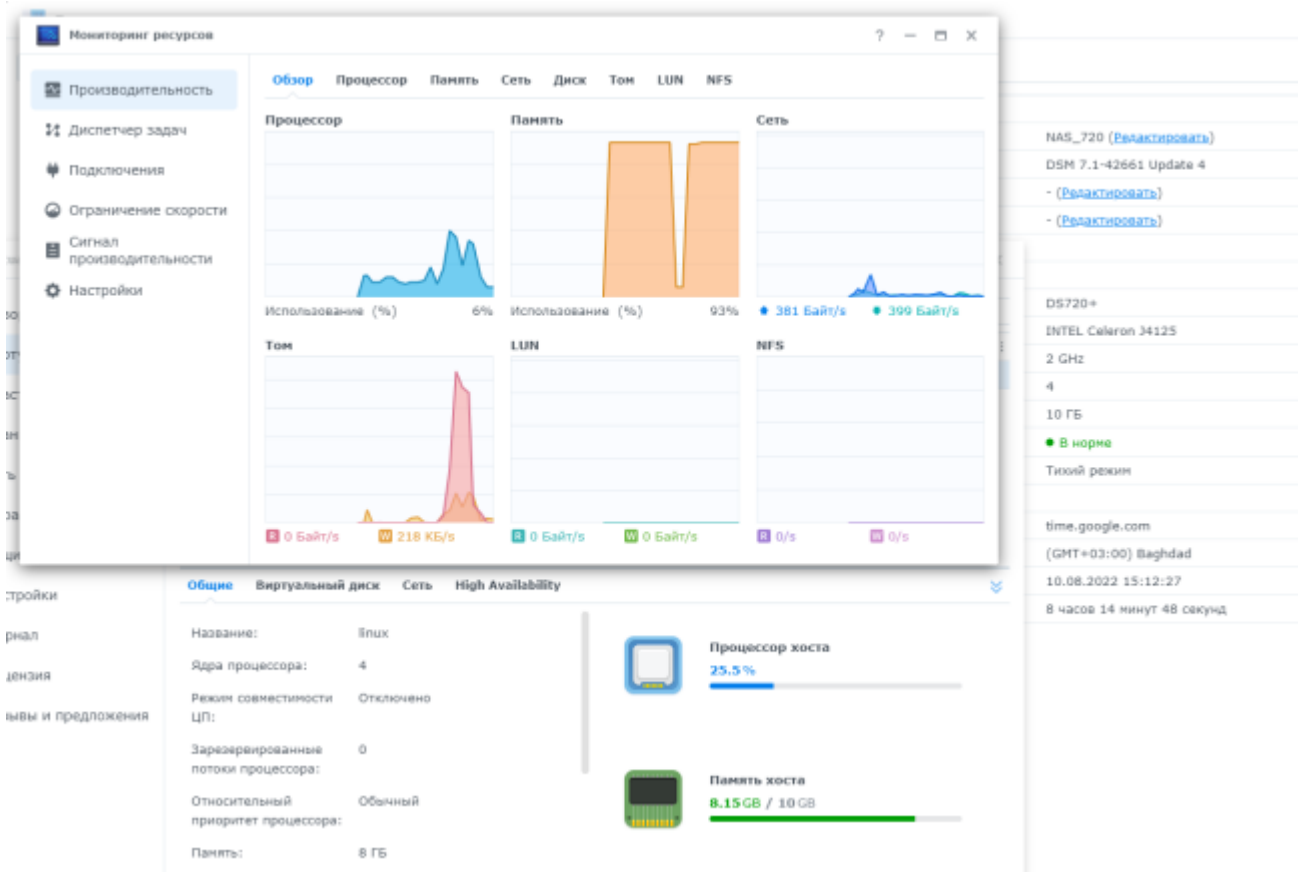 Мониторинг ресурсов
?
Производительность
Диспетчер задач
Подключения
Ограничение скорости
Сигнал
производительности
Настройки
Обзор Процессор Память Сеть Диск Том LUN NFS
Процессор Память Сеть
Использование (%) 6% Использование (%) 93% 381 Байт/s 399 Байт/s
Том LUN NFS
R 0 Байт/s W 218 КБ/s R 0 Байт/s W 0 Байт/s R 0/s W 0/s
NAS_720 (Редактировать)
DSM 7.1-42661 Update 4
- (Редактировать)
- (Редактировать)
DS720+
INTEL Celeron J4125
2 GHz
4
10 ГБ
В норме
Тихий режим
time.google.com
(GMT+03:00) Baghdad
10.08.2022 15:12:27
8 часов 14 минут 48 секунд
стройки
рнал
цензия
зывы и предложения
Общие Виртуальный диск Сеть High Availability
Название: linux
Ядра процессора: 4
Режим совместимости Отключено
ЦП:
Зарезервированные 0
потоки процессора:
Относительный Обычный
приоритет процессора:
Память: 8 ГБ
Процессор хоста
25.5 %
Память хоста
8.15 GB / 10 GB